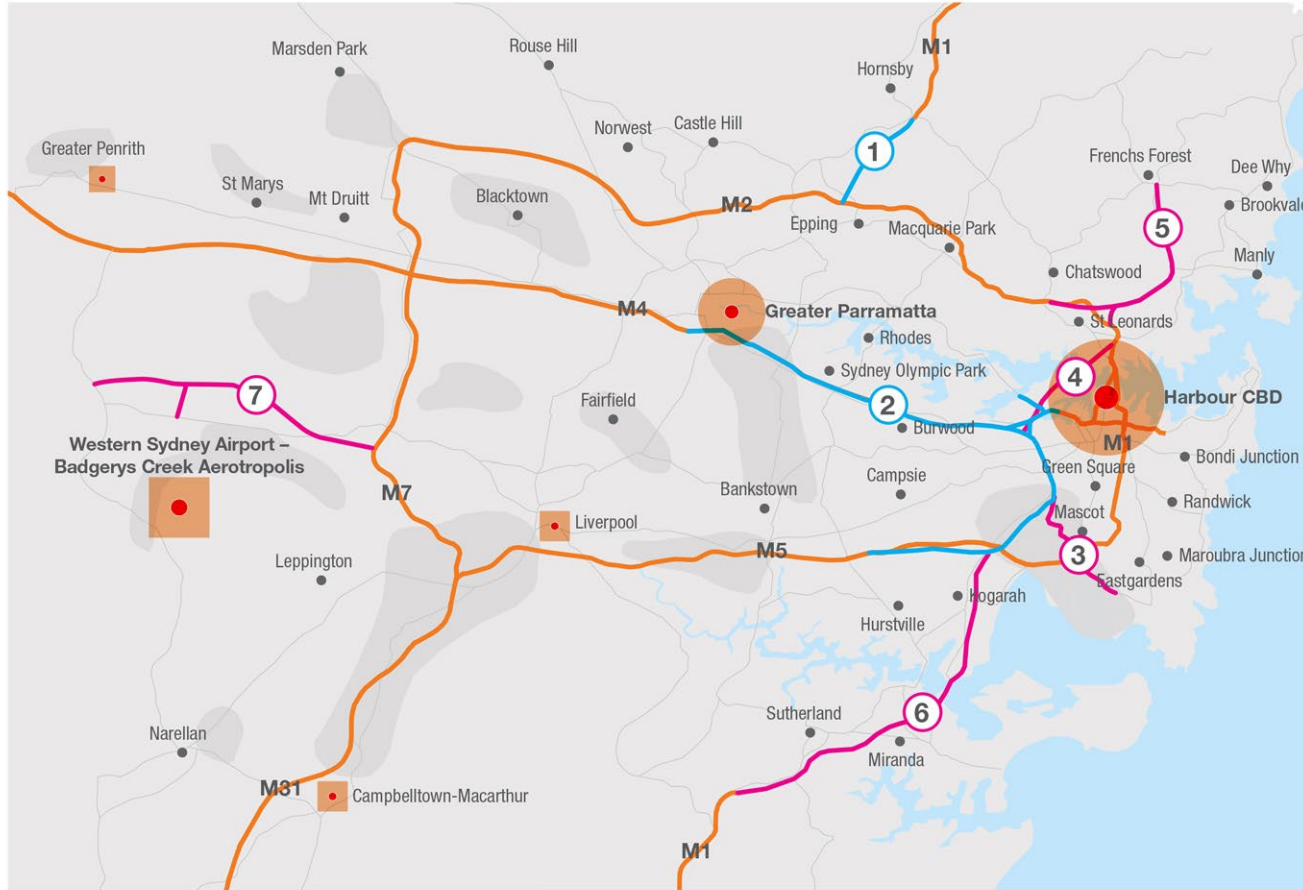 M1
Rouse Hill
Marsden Park
Hornsby
Norwest
Castle Hill
1
Greater Penrith
Frenchs Forest
Dee Why
St Marys
Mt Druitt
Blacktown
M2
Brookvale
Epping
5
Macquarie Park
Manly
Chatswood
M4
Greater Parramatta
St Leonards
Rhodes
Sydney Olympic Park
4
7
Fairfield
2
Harbour CBD
Burwood
Western Sydney Airport –
Badgerys Creek Aerotropolis
M1
Bondi Junction
Green Square
Campsie
M7
Bankstown
Randwick
Liverpool
Mascot
M5
3
Maroubra Junction
Leppington
Eastgardens
Kogarah
Hurstville
6
Sutherland
Narellan
Miranda
M31
Campbelltown-Macarthur
M1